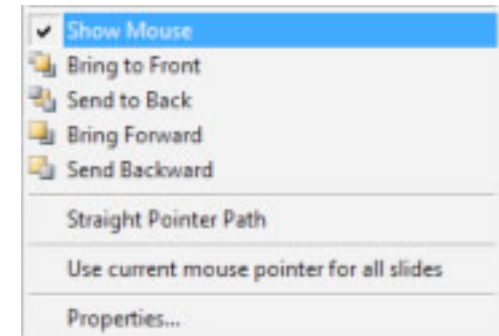 Show Mouse
Bring to Front
Send to Back
Bring Forward
Send Backward
Straight Pointer Path
Use current mouse pointer for all slides
Properties...